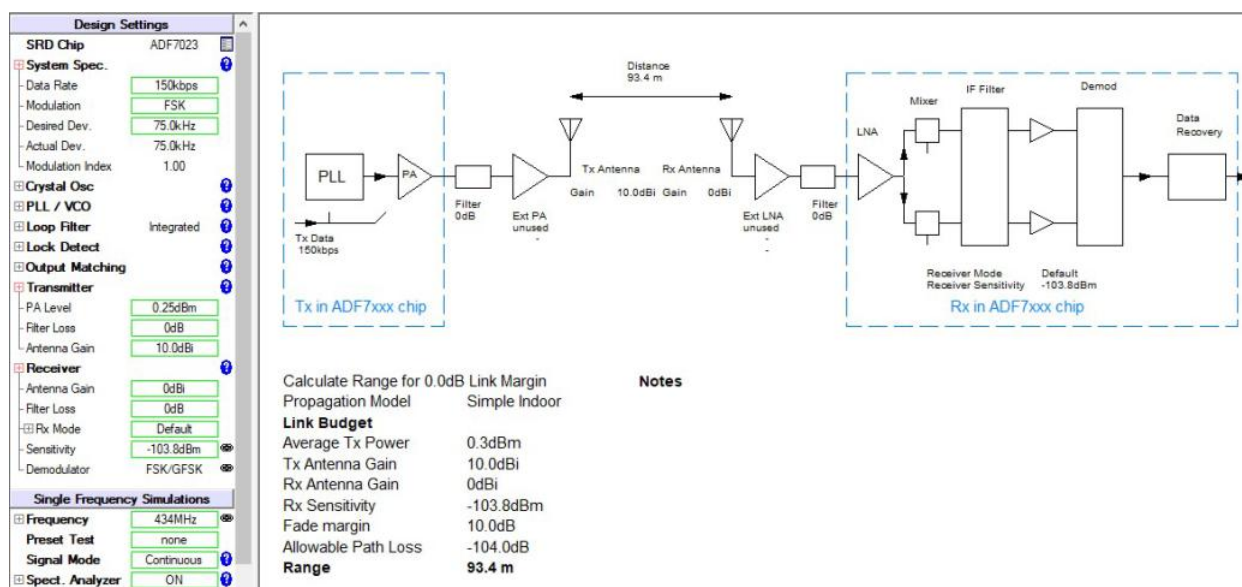 Design Settings
SRD Chip ADF7023
System Spec.
Data Rate 150kbps
Modulation FSK
Desired Dev. 75.0kHz
Actual Dev. 75.0kHz
Modulation Index 1.00
Crystal Osc
PLL / VCO
Loop Filter Integrated
Lock Detect
Output Matching
Transmitter
PA Level 0.25dBm
Filter Loss 0dB
Antenna Gain 10.0dBi
Receiver
Antenna Gain 0dBi
Filter Loss 0dB
Rx Mode Default
Sensitivity -103.8dBm
Demodulator FSK/GFSK
Single Frequency Simulations
Frequency 434MHz
Preset Test none
Signal Mode Continuous
Spect. Analyzer ON
Distance
93.4 m
PLL
PA
Tx Data
150kbps
Tx in ADF7xxx chip
Filter
0dB
Ext PA
unused
-
Tx Antenna
Gain 10.0dBi
Rx Antenna
Gain 0dBi
Ext LNA
unused
-
-
Filter
0dB
LNA
Mixer
IF Filter
Demod
Data
Recovery
Receiver Mode Default
Receiver Sensitivity -103.8dBm
Rx in ADF7xxx chip
Calculate Range for 0.0dB Link Margin
Propagation Model Simple Indoor
Link Budget
Average Tx Power 0.3dBm
Tx Antenna Gain 10.0dBi
Rx Antenna Gain 0dBi
Rx Sensitivity -103.8dBm
Fade margin 10.0dB
Allowable Path Loss -104.0dB
Range 93.4 m
Notes